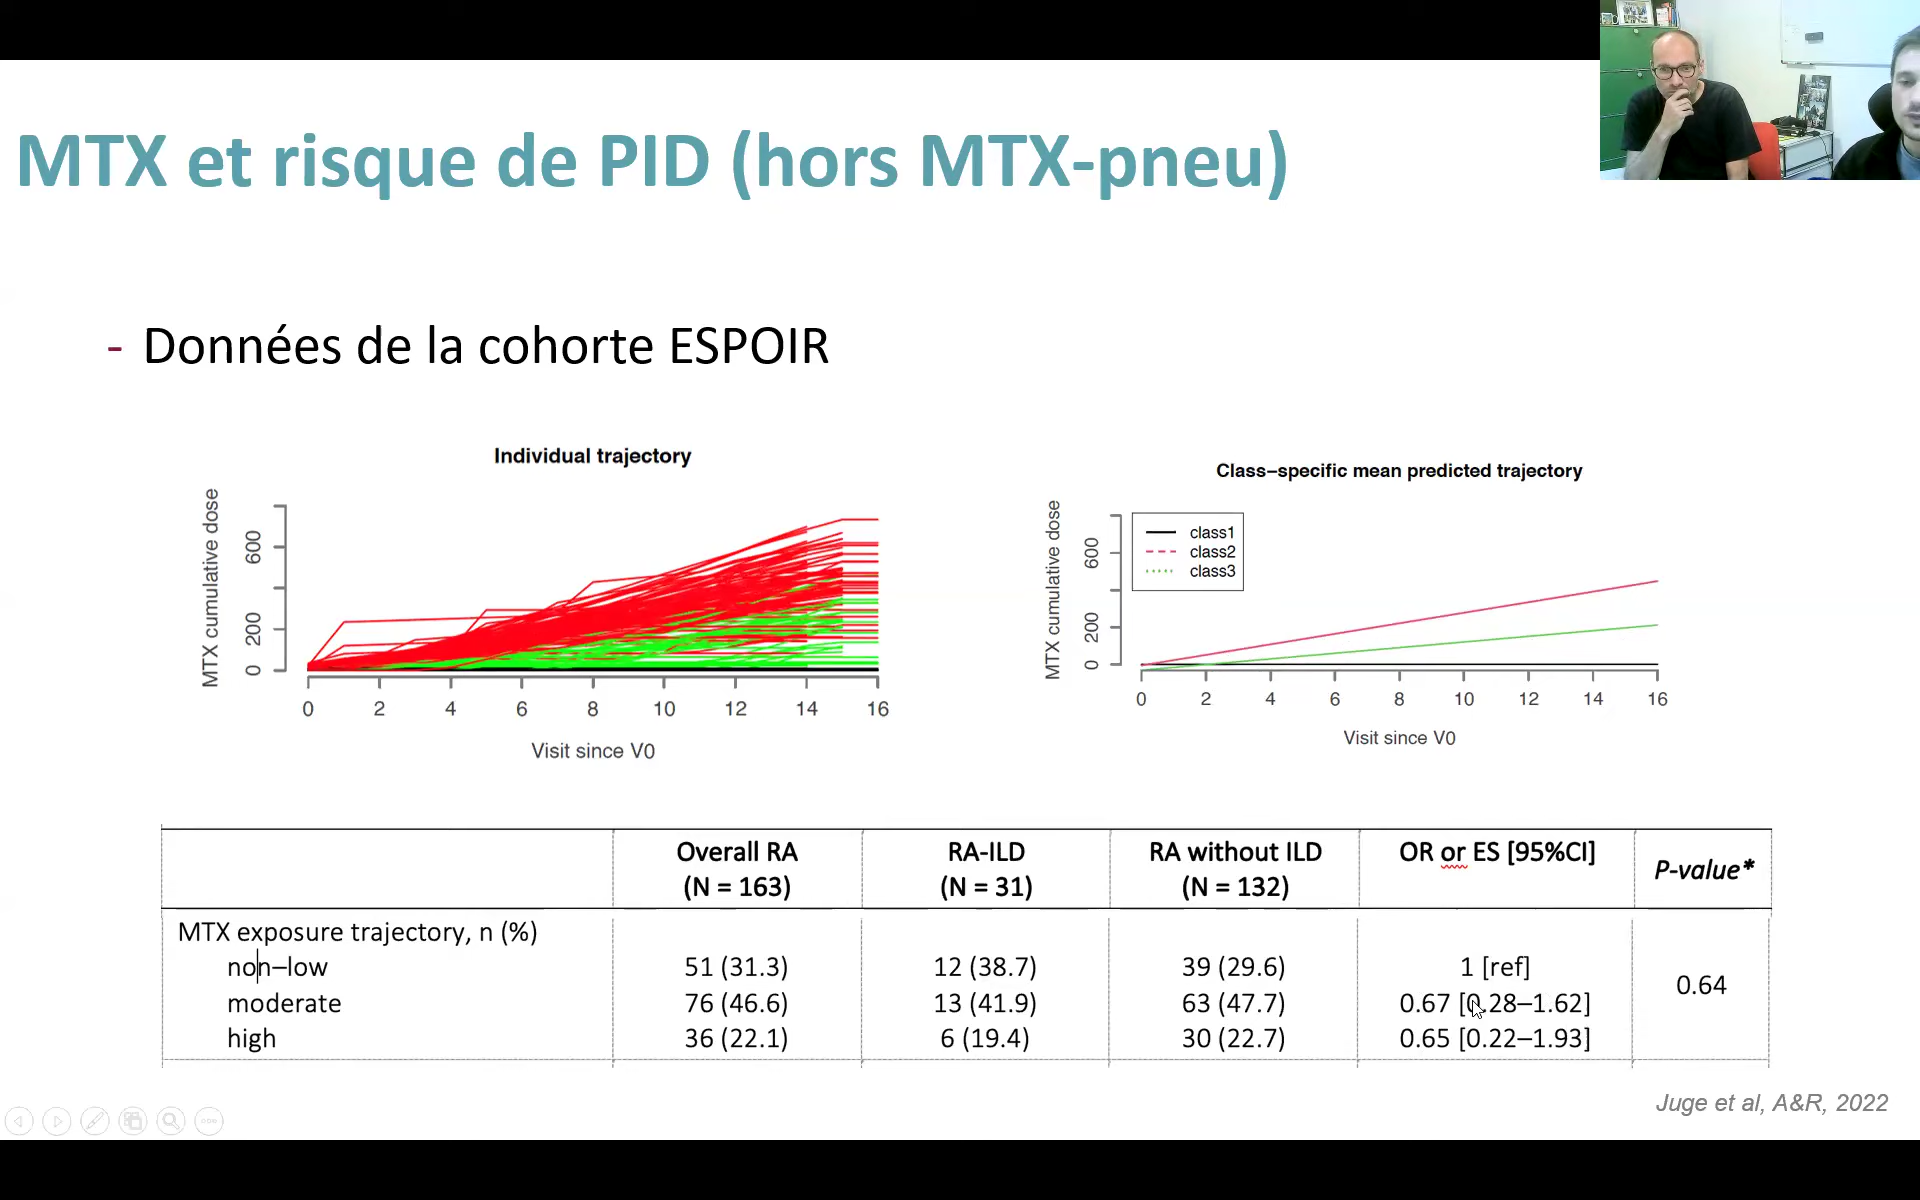 MTX et risque de PID (hors MTX-pneu)
- Données de la cohorte ESPOIR
Individual trajectory
MTX cumulative dose
600
200
0
0 2 4 6 8 10 12 14 16
Visit since V0
Class–specific mean predicted trajectory
MTX cumulative dose
600
200
0
class1
class2
class3
0 2 4 6 8 10 12 14 16
Visit since V0
Overall RA (N = 163)
RA-ILD (N = 31)
RA without ILD (N = 132)
OR or ES [95%CI]
P-value*
MTX exposure trajectory, n (%)
non–low 51 (31.3) 12 (38.7) 39 (29.6) 1 [ref]
0.64
moderate 76 (46.6) 13 (41.9) 63 (47.7) 0.67 [0.28–1.62]
high 36 (22.1) 6 (19.4) 30 (22.7) 0.65 [0.22–1.93]
Juge et al, A&R, 2022